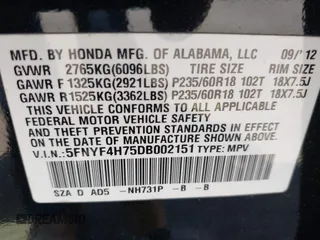 MFD. BY HONDA MFG. OF ALABAMA, LLC 09/'12
GVWR 2765KG(6096LBS) TIRE SIZE RIM SIZE
GAWR F 1325KG(2921LBS) P235/60R18 102T 18X7.5J
GAWR R1525KG(3362LBS) P235/60R18 102T 18X7.5J
THIS VEHICLE CONFORMS TO ALL APPLICABLE
FEDERAL MOTOR VEHICLE SAFETY AND
THEFT PREVENTION STANDARDS IN EFFECT ON
THE DATE OF MANUFACTURE SHOWN ABOVE.
V.I.N.: 5FNYF4H75DB002151 TYPE: MPV
SZA D AD5 -NH731P - B - B